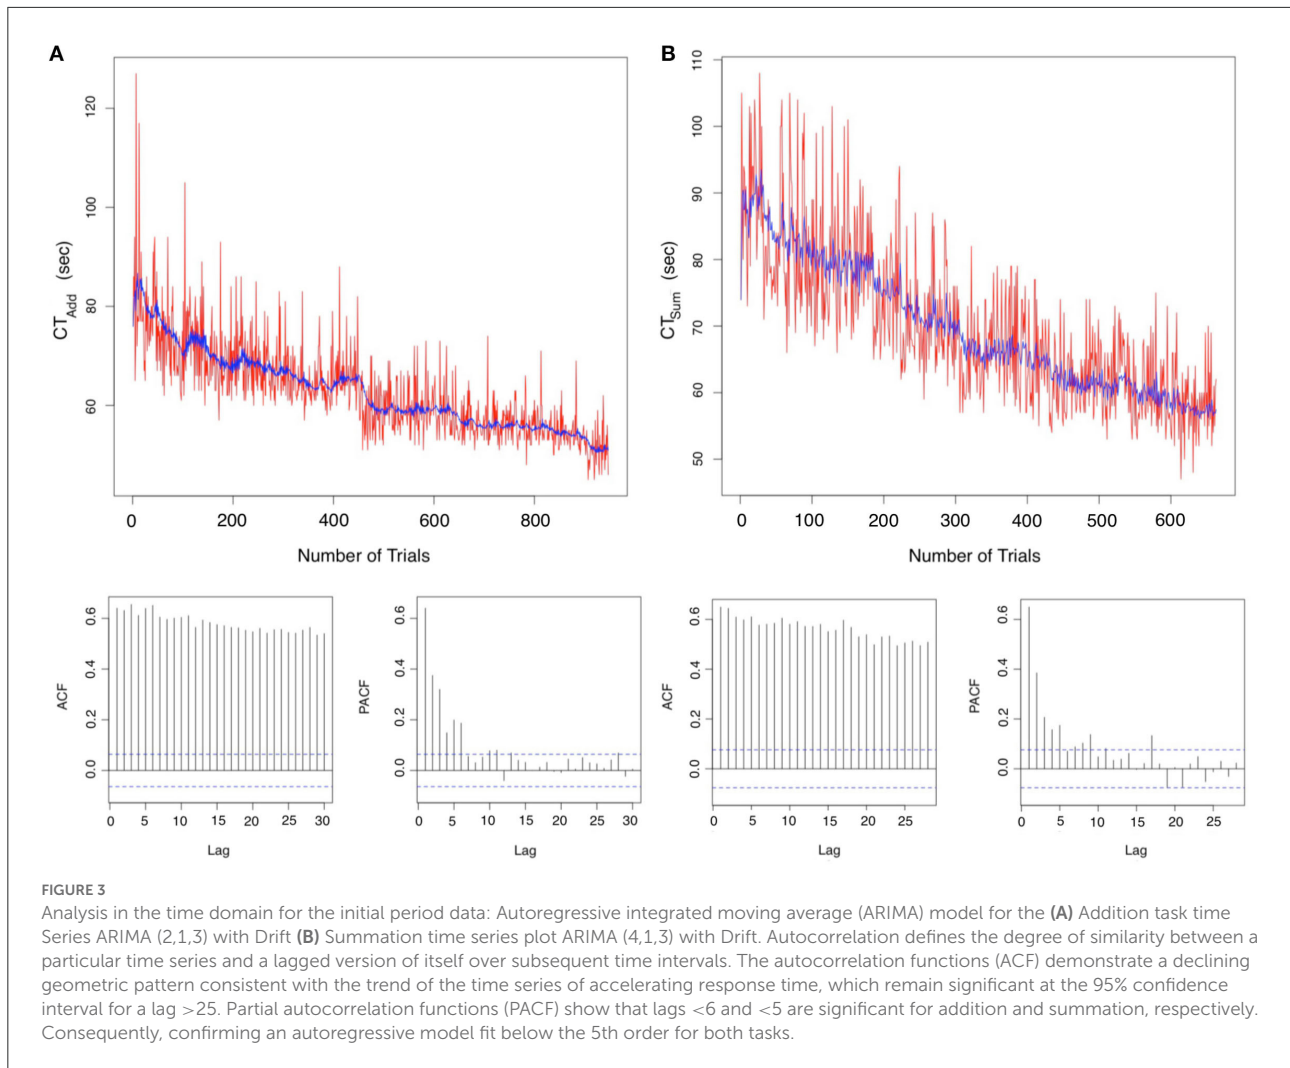 A
B
120
100
80
60
CT Add (sec)
0 200 400 600 800
Number of Trials
110
100
90
80
70
60
50
CT Sum (sec)
0 100 200 300 400 500 600
Number of Trials
0.6
0.4
0.2
0.0
ACF
0 5 10 15 20 25 30
Lag
0.6
0.4
0.2
0.0
PACF
0 5 10 15 20 25 30
Lag
0.6
0.4
0.2
0.0
ACF
0 5 10 15 20 25
Lag
0.6
0.4
0.2
0.0
PACF
0 5 10 15 20 25
Lag
FIGURE 3
Analysis in the time domain for the initial period data: Autoregressive integrated moving average (ARIMA) model for the (A) Addition task time
Series ARIMA (2,1,3) with Drift (B) Summation time series plot ARIMA (4,1,3) with Drift. Autocorrelation defines the degree of similarity between a
particular time series and a lagged version of itself over subsequent time intervals. The autocorrelation functions (ACF) demonstrate a declining
geometric pattern consistent with the trend of the time series of accelerating response time, which remain significant at the 95% confidence
interval for a lag >25. Partial autocorrelation functions (PACF) show that lags <6 and <5 are significant for addition and summation, respectively.
Consequently, confirming an autoregressive model fit below the 5th order for both tasks.